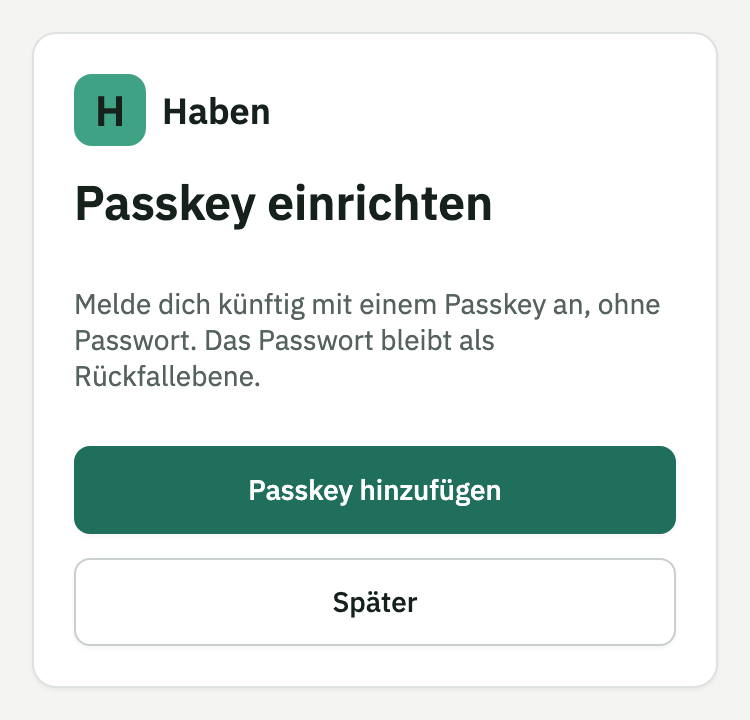 H
Haben
Passkey einrichten
Melde dich künftig mit einem Passkey an, ohne
Passwort. Das Passwort bleibt als
Rückfallebene.
Passkey hinzufügen
Später